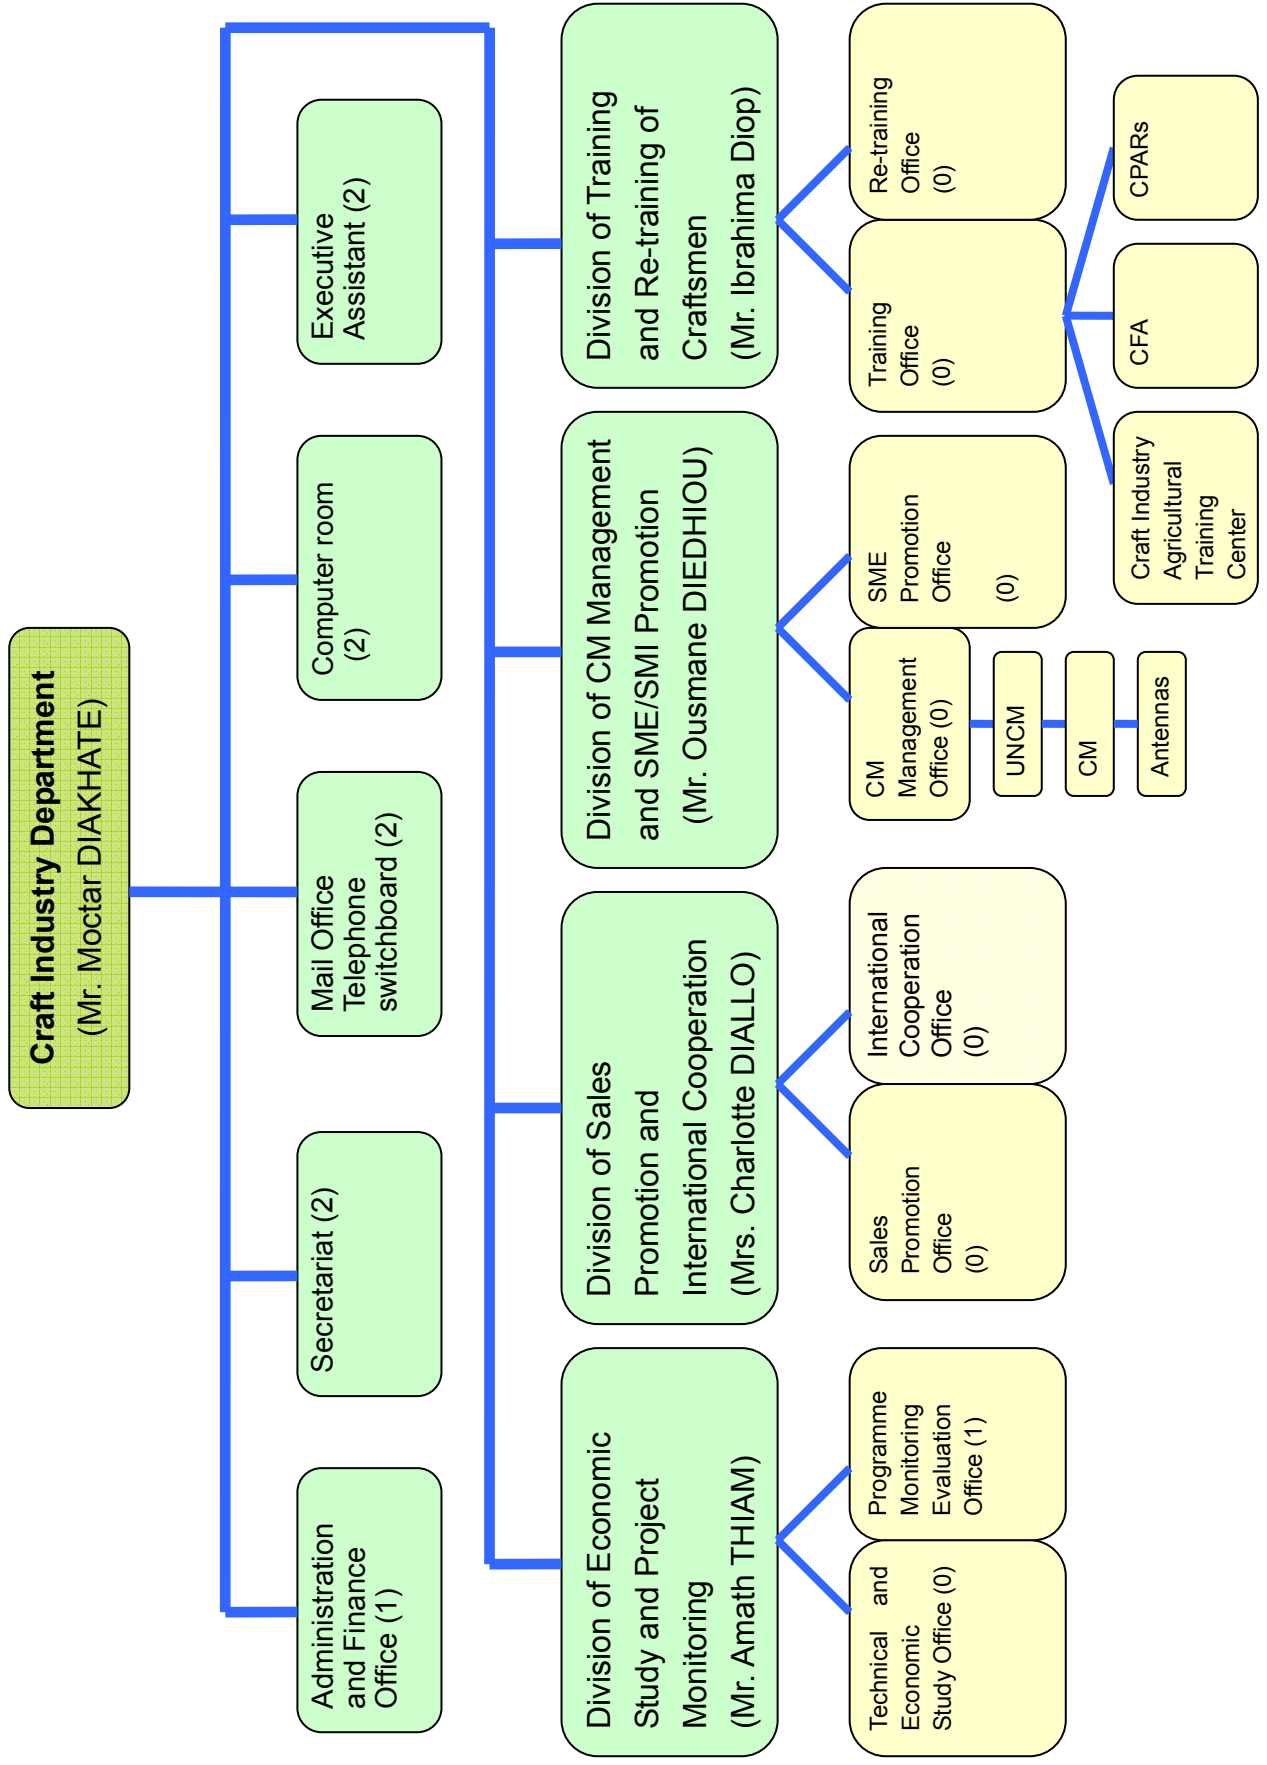 Craft Industry Department
(Mr. Moctar DIAKHATE)
Administration
and Finance
Office (1)
Secretariat (2)
Mail Office
Telephone
switchboard (2)
Computer room
(2)
Executive
Assistant (2)
Division of Economic
Study and Project
Monitoring
(Mr. Amath THIAM)
Division of Sales
Promotion and
International Cooperation
(Mrs. Charlotte DIALLO)
Division of CM Management
and SME/SMI Promotion
(Mr. Ousmane DIEDHIOU)
Division of Training
and Re-training of
Craftsmen
(Mr. Ibrahima Diop)
Technical and
Economic
Study Office (0)
Programme
Monitoring
Evaluation
Office (1)
Sales
Promotion
Office
(0)
International
Cooperation
Office
(0)
CM
Management
Office (0)
SME
Promotion
Office
(0)
Training
Office
(0)
Re-training
Office
(0)
UNCM
CM
Antennas
Craft Industry
Agricultural
Training
Center
CFA
CPARs